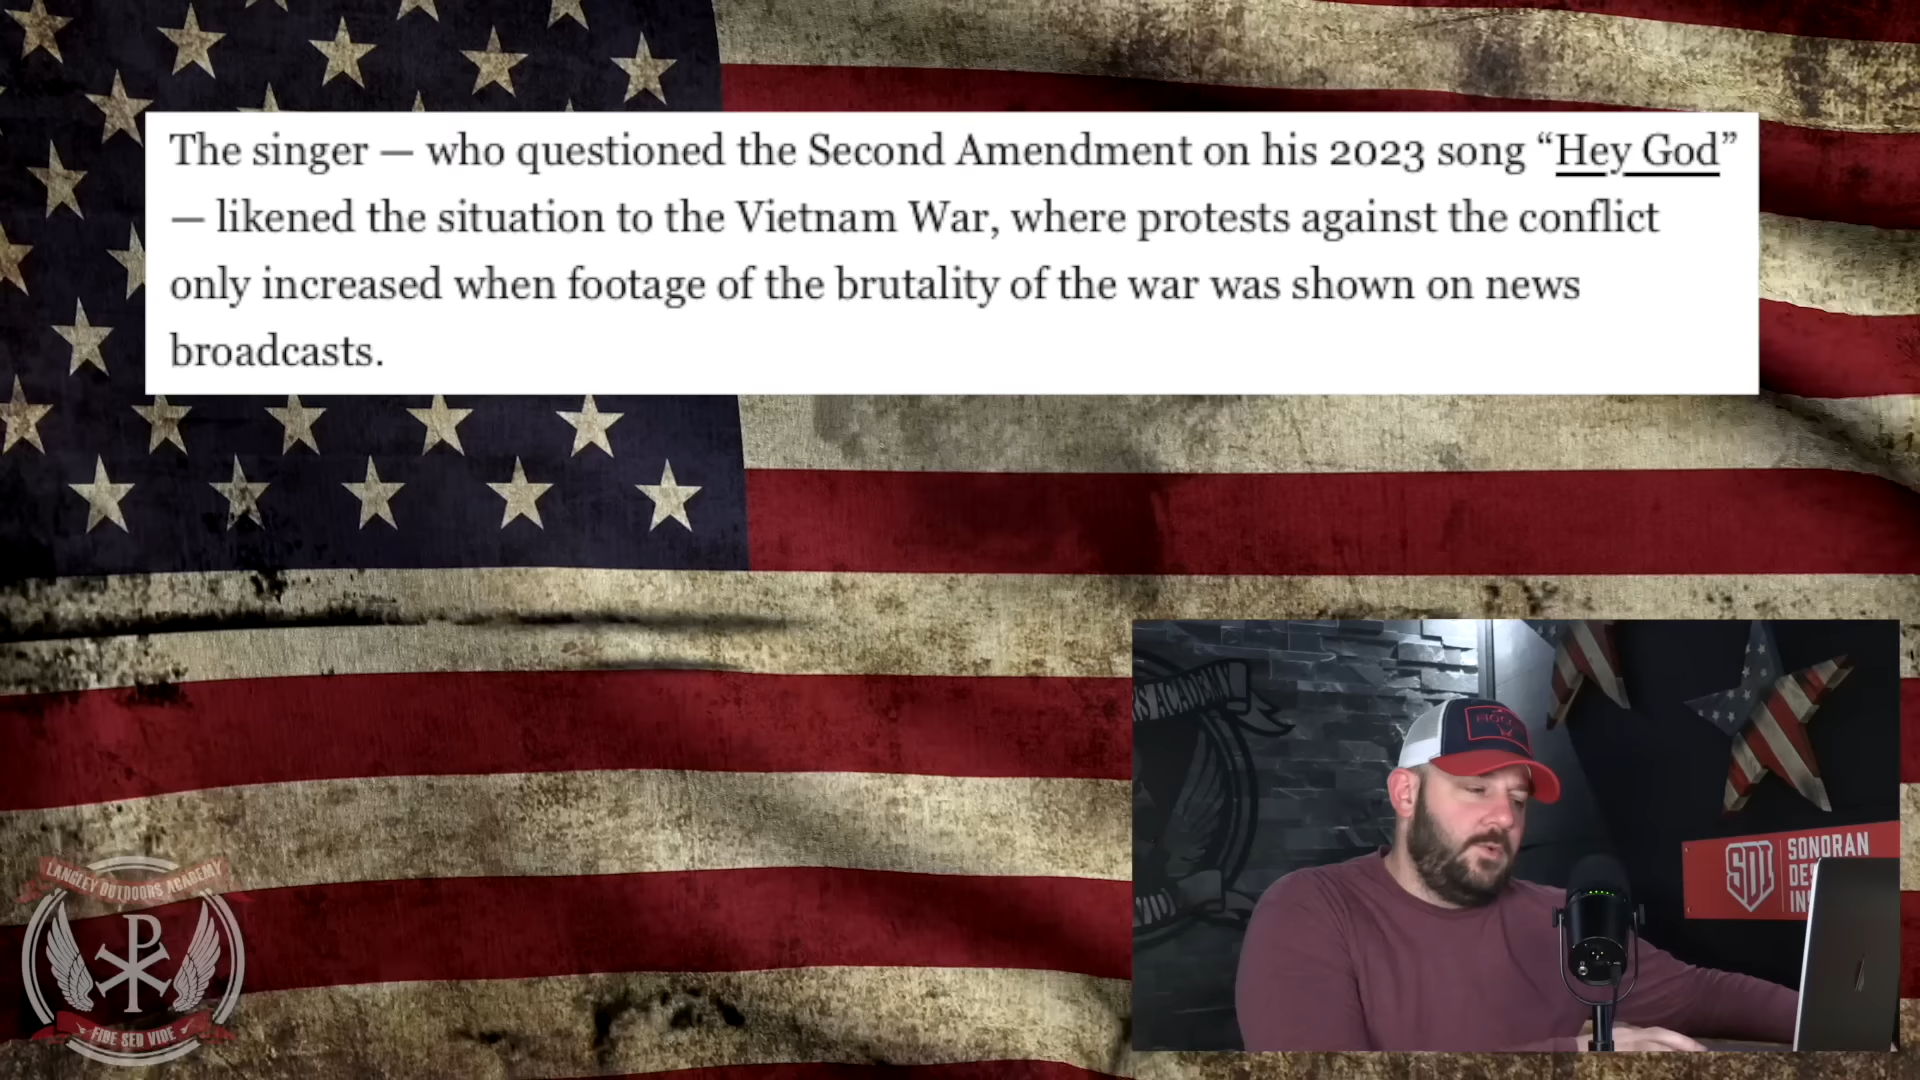 The singer — who questioned the Second Amendment on his 2023 song “Hey God”
— likened the situation to the Vietnam War, where protests against the conflict
only increased when footage of the brutality of the war was shown on news
broadcasts.
LANGLEY OUTDOORS ACADEMY
FIDE SED VIDE
ACADEMY
SDI
SONORAN